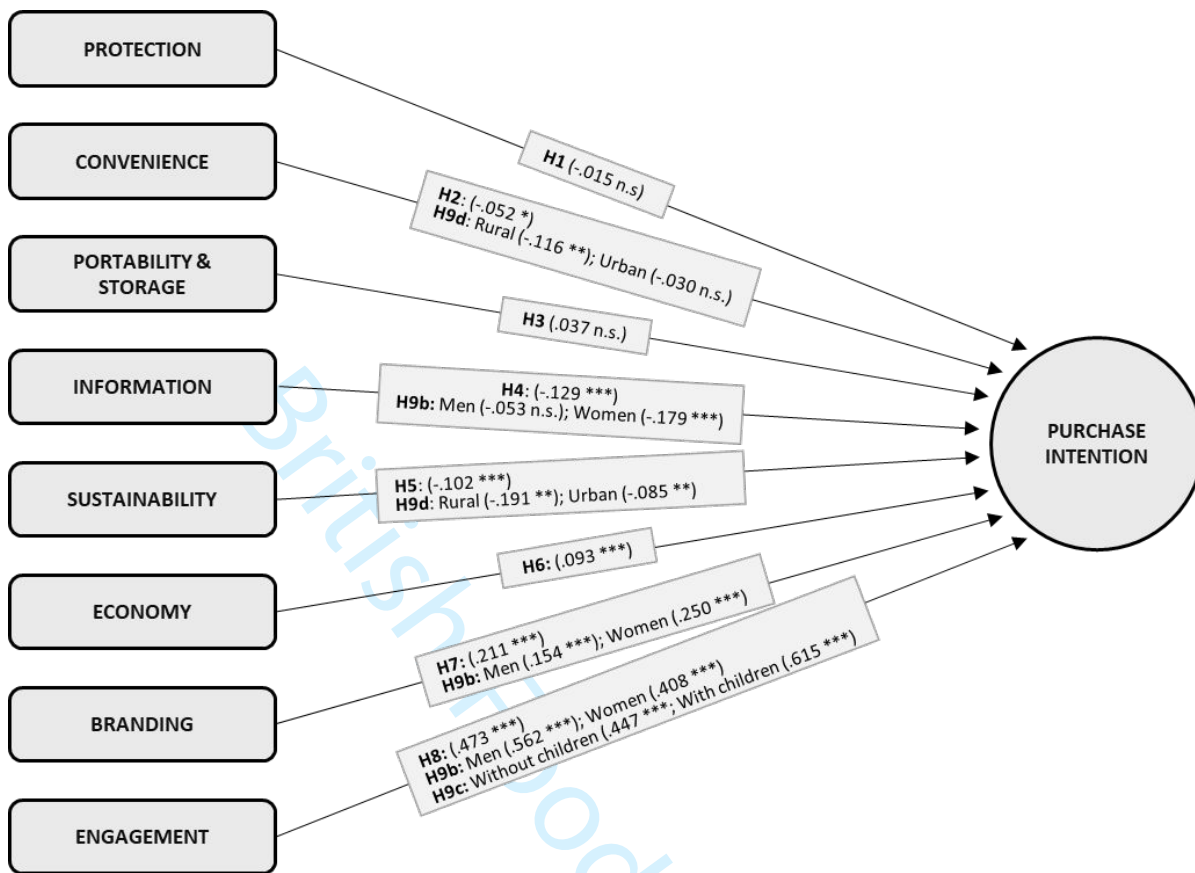 PROTECTION
H1 (-.015 n.s)
CONVENIENCE
H2: (-.052 *)
H9d: Rural (-.116 **); Urban (-.030 n.s.)
PORTABILITY &
STORAGE
H3 (.037 n.s.)
INFORMATION
H4: (-.129 ***)
H9b: Men (-.053 n.s.); Women (-.179 ***)
SUSTAINABILITY
H5: (-.102 ***)
H9d: Rural (-.191 **); Urban (-.085 **)
ECONOMY
H6: (.093 ***)
BRANDING
H7: (.211 ***)
H9b: Men (.154 ***); Women (.250 ***)
ENGAGEMENT
H8: (.473 ***)
H9b: Men (.562 ***); Women (.408 ***)
H9c: Without children (.447 ***; With children (.615 ***)
PURCHASE
INTENTION
British Food